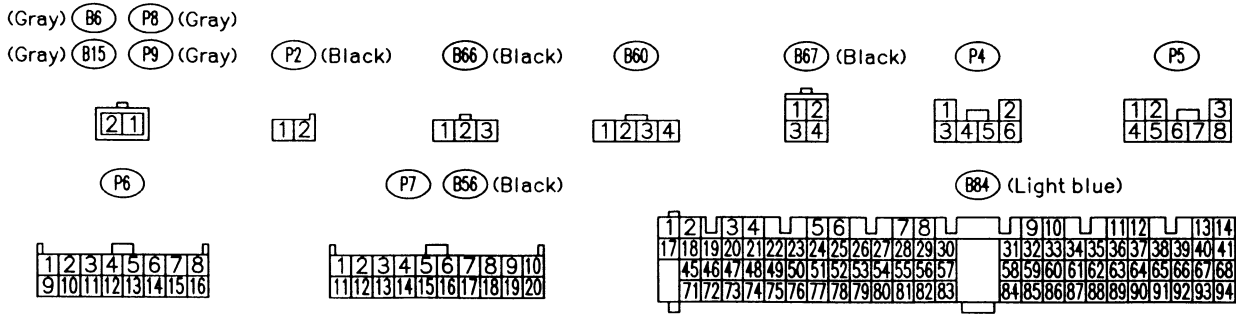 (Gray) B6 P8 (Gray)
(Gray) B15 P9 (Gray) P2 (Black) B66 (Black) B60 B67 (Black) P4 P5
2 1
1 2
1 2 3
1 2 3 4
1 2
3 4
1 2
3 4 5 6
1 2 3
4 5 6 7 8
P6 P7 B56 (Black) B84 (Light blue)
1 2 3 4 5 6 7 8
9 10 11 12 13 14 15 16
1 2 3 4 5 6 7 8 9 10
11 12 13 14 15 16 17 18 19 20
1 2 3 4 5 6 7 8 9 10 11 12 13 14
17 18 19 20 21 22 23 24 25 26 27 28 29 30 31 32 33 34 35 36 37 38 39 40 41
45 46 47 48 49 50 51 52 53 54 55 56 57 58 59 60 61 62 63 64 65 66 67 68
71 72 73 74 75 76 77 78 79 80 81 82 83 84 85 86 87 88 89 90 91 92 93 94